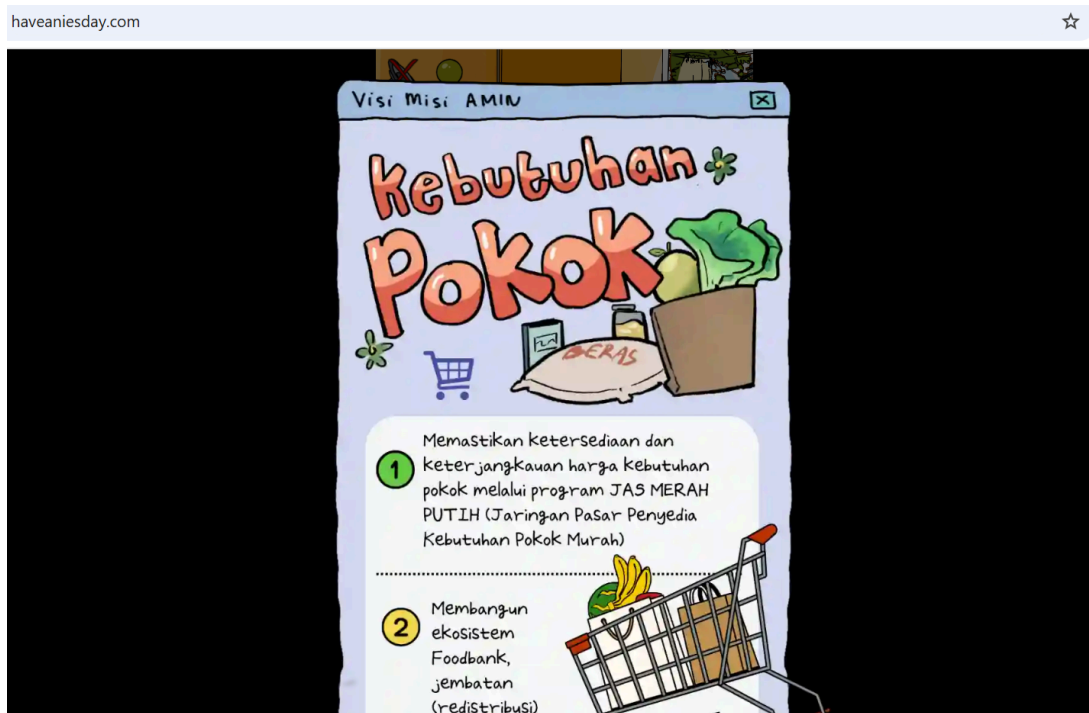 haveaniesday.com
Visi Misi AMIN
Kebutuhan
Pokok
BERAS
1
Memastikan ketersediaan dan
keterjangkauan harga kebutuhan
pokok melalui program JAS MERAH
PUTIH (Jaringan Pasar Penyedia
Kebutuhan Pokok Murah)
2
Membangun
ekosistem
Foodbank,
jembatan
(redistribusi)